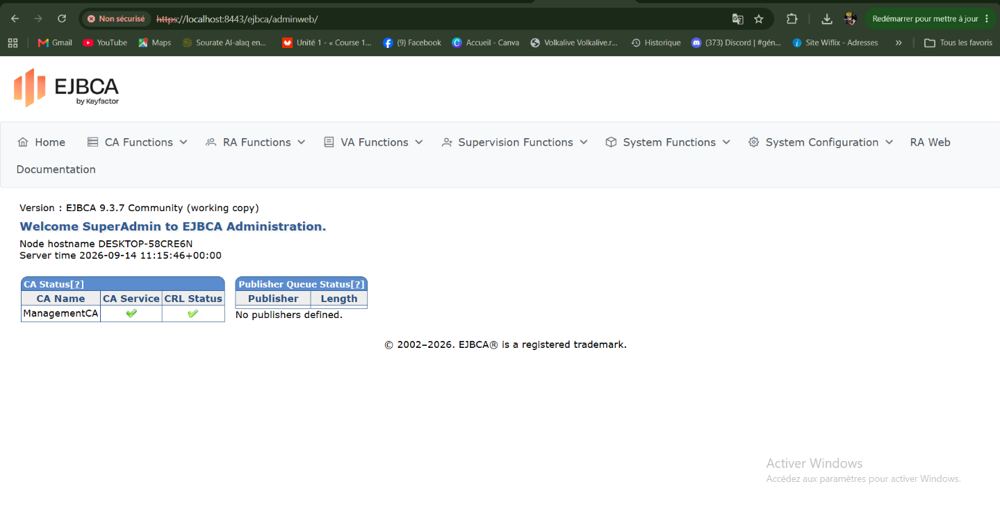 Non sécurisé https://localhost:8443/ejbca/adminweb/ Redémarrer pour mettre à jour
Gmail YouTube Maps Sourate Al-alaq en... Unité 1 - « Course 1... (9) Facebook Accueil - Canva Volkalive Volkalive.r... Historique (373) Discord | #gén... Site Wiflix - Adresses » Tous les favoris
EJBCA
by Keyfactor
Home CA Functions RA Functions VA Functions Supervision Functions System Functions System Configuration RA Web
Documentation
Version : EJBCA 9.3.7 Community (working copy)
Welcome SuperAdmin to EJBCA Administration.
Node hostname DESKTOP-58CRE6N
Server time 2026-09-14 11:15:46+00:00
CA Status[?] Publisher Queue Status[?]
CA Name CA Service CRL Status Publisher Length
ManagementCA
No publishers defined.
© 2002–2026. EJBCA® is a registered trademark.
Activer Windows
Accédez aux paramètres pour activer Windows.